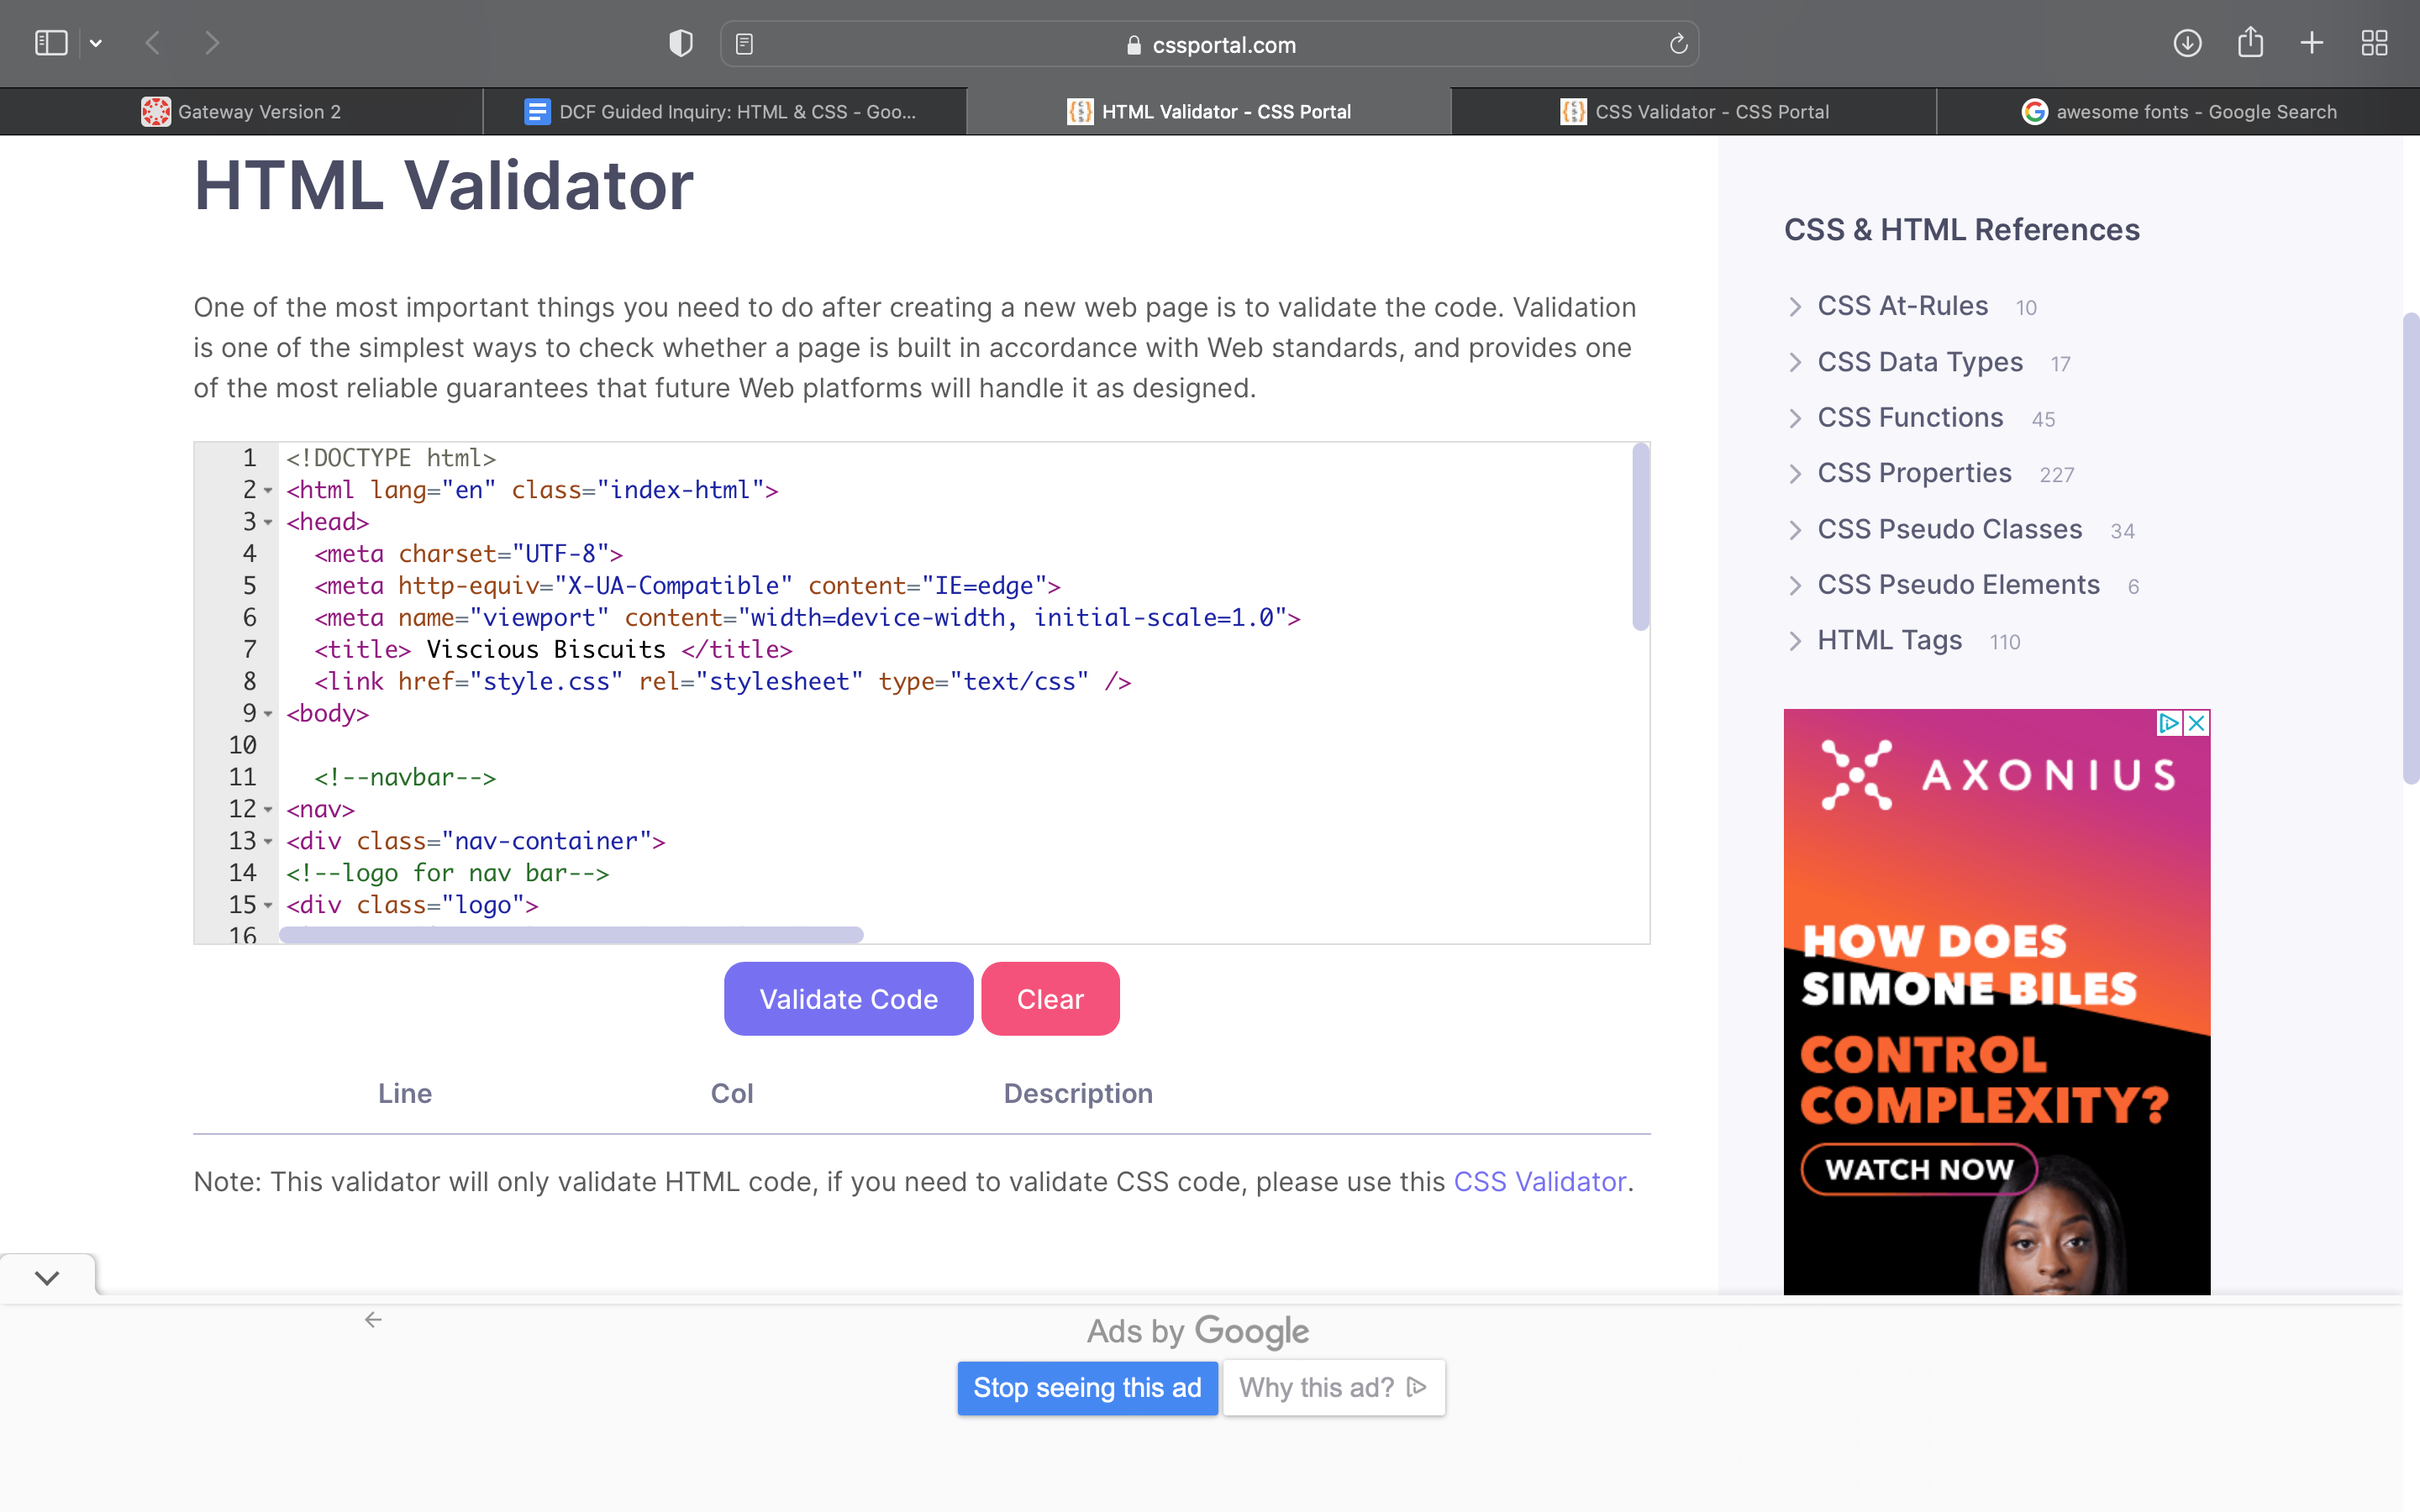 cssportal.com
Gateway Version 2
DCF Guided Inquiry: HTML & CSS - Goo...
HTML Validator - CSS Portal
CSS Validator - CSS Portal
awesome fonts - Google Search
HTML Validator
One of the most important things you need to do after creating a new web page is to validate the code. Validation
is one of the simplest ways to check whether a page is built in accordance with Web standards, and provides one
of the most reliable guarantees that future Web platforms will handle it as designed.
1 <!DOCTYPE html>
2 <html lang="en" class="index-html">
3 <head>
4 <meta charset="UTF-8">
5 <meta http-equiv="X-UA-Compatible" content="IE=edge">
6 <meta name="viewport" content="width=device-width, initial-scale=1.0">
7 <title> Viscious Biscuits </title>
8 <link href="style.css" rel="stylesheet" type="text/css" />
9 <body>
10
11 <!--navbar-->
12 <nav>
13 <div class="nav-container">
14 <!--logo for nav bar-->
15 <div class="logo">
16
Validate Code
Clear
Line Col Description
Note: This validator will only validate HTML code, if you need to validate CSS code, please use this CSS Validator.
CSS & HTML References
CSS At-Rules 10
CSS Data Types 17
CSS Functions 45
CSS Properties 227
CSS Pseudo Classes 34
CSS Pseudo Elements 6
HTML Tags 110
AXONIUS
HOW DOES
SIMONE BILES
CONTROL
COMPLEXITY?
WATCH NOW
Ads by Google
Stop seeing this ad
Why this ad?